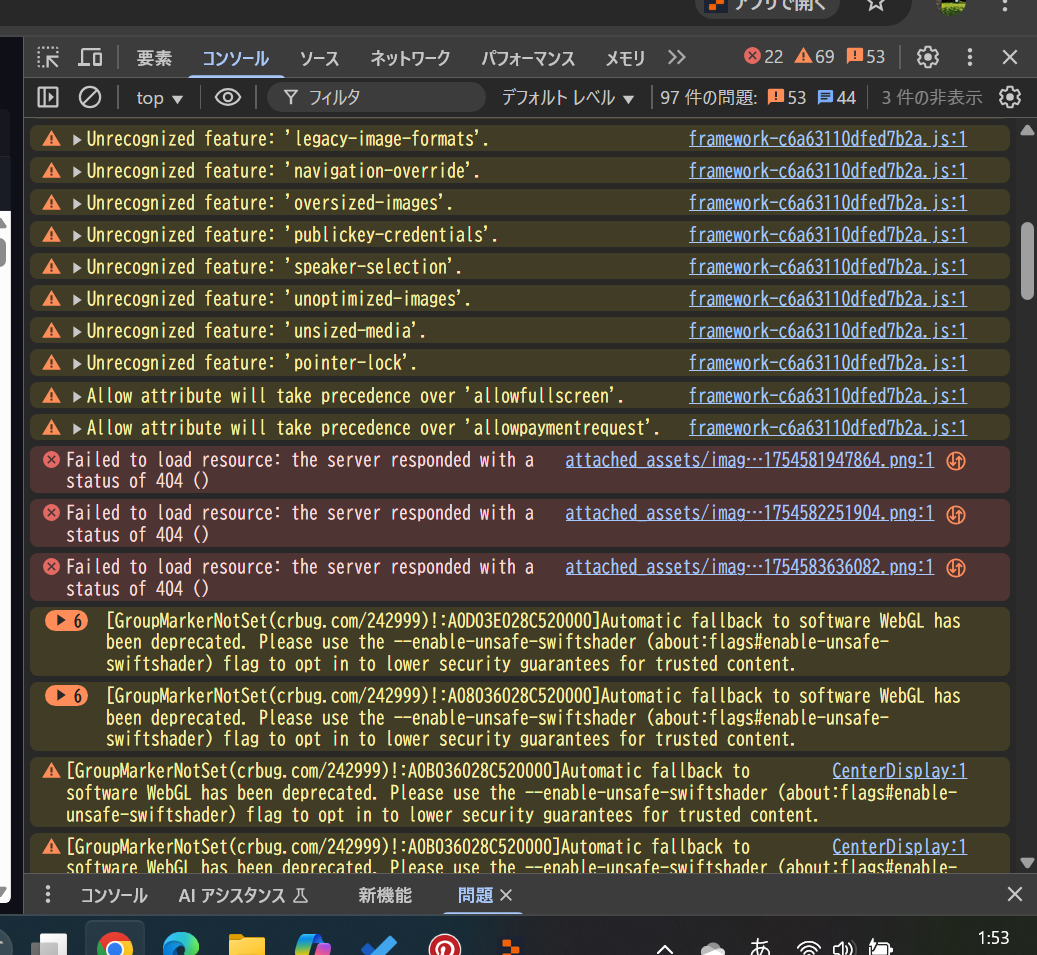 アプリで開く
要素 コンソール ソース ネットワーク パフォーマンス メモリ 22 69 53
top フィルタ デフォルト レベル 97 件の問題: 53 44 3 件の非表示
Unrecognized feature: 'legacy-image-formats'. framework-c6a63110dfed7b2a.js:1
Unrecognized feature: 'navigation-override'. framework-c6a63110dfed7b2a.js:1
Unrecognized feature: 'oversized-images'. framework-c6a63110dfed7b2a.js:1
Unrecognized feature: 'publickey-credentials'. framework-c6a63110dfed7b2a.js:1
Unrecognized feature: 'speaker-selection'. framework-c6a63110dfed7b2a.js:1
Unrecognized feature: 'unoptimized-images'. framework-c6a63110dfed7b2a.js:1
Unrecognized feature: 'unsized-media'. framework-c6a63110dfed7b2a.js:1
Unrecognized feature: 'pointer-lock'. framework-c6a63110dfed7b2a.js:1
Allow attribute will take precedence over 'allowfullscreen'. framework-c6a63110dfed7b2a.js:1
Allow attribute will take precedence over 'allowpaymentrequest'. framework-c6a63110dfed7b2a.js:1
Failed to load resource: the server responded with a attached_assets/imag…1754581947864.png:1
status of 404 ()
Failed to load resource: the server responded with a attached_assets/imag…1754582251904.png:1
status of 404 ()
Failed to load resource: the server responded with a attached_assets/imag…1754583636082.png:1
status of 404 ()
6 [GroupMarkerNotSet(crbug.com/242999)!:A0D03E028C520000]Automatic fallback to software WebGL has
been deprecated. Please use the --enable-unsafe-swiftshader (about:flags#enable-unsafe-
swiftshader) flag to opt in to lower security guarantees for trusted content.
6 [GroupMarkerNotSet(crbug.com/242999)!:A08036028C520000]Automatic fallback to software WebGL has
been deprecated. Please use the --enable-unsafe-swiftshader (about:flags#enable-unsafe-
swiftshader) flag to opt in to lower security guarantees for trusted content.
[GroupMarkerNotSet(crbug.com/242999)!:A0B036028C520000]Automatic fallback to CenterDisplay:1
software WebGL has been deprecated. Please use the --enable-unsafe-swiftshader (about:flags#enable-
unsafe-swiftshader) flag to opt in to lower security guarantees for trusted content.
[GroupMarkerNotSet(crbug.com/242999)!:A0B036028C520000]Automatic fallback to CenterDisplay:1
software WebGL has been deprecated. Please use the --enable-unsafe-swiftshader (about:flags#enable-
コンソール AI アシスタンス 新機能 問題
あ 1:53